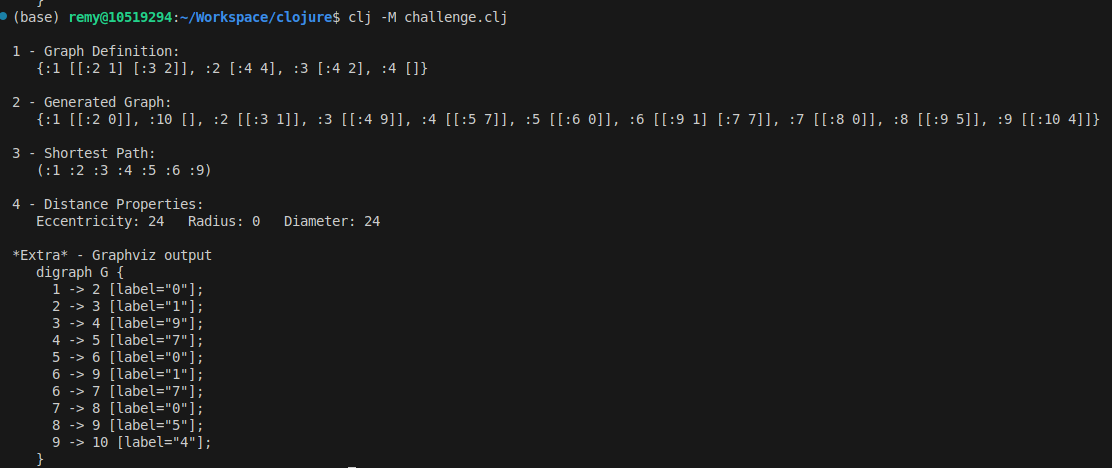 }
(base) remy@10519294:~/Workspace/clojure$ clj -M challenge.clj
1 - Graph Definition:
{:1 [[:2 1] [:3 2]], :2 [:4 4], :3 [:4 2], :4 []}
2 - Generated Graph:
{:1 [[:2 0]], :10 [], :2 [[:3 1]], :3 [[:4 9]], :4 [[:5 7]], :5 [[:6 0]], :6 [[:9 1] [:7 7]], :7 [[:8 0]], :8 [[:9 5]], :9 [[:10 4]]}
3 - Shortest Path:
(:1 :2 :3 :4 :5 :6 :9)
4 - Distance Properties:
Eccentricity: 24   Radius: 0   Diameter: 24
*Extra* - Graphviz output
digraph G {
1 -> 2 [label="0"];
2 -> 3 [label="1"];
3 -> 4 [label="9"];
4 -> 5 [label="7"];
5 -> 6 [label="0"];
6 -> 9 [label="1"];
6 -> 7 [label="7"];
7 -> 8 [label="0"];
8 -> 9 [label="5"];
9 -> 10 [label="4"];
}